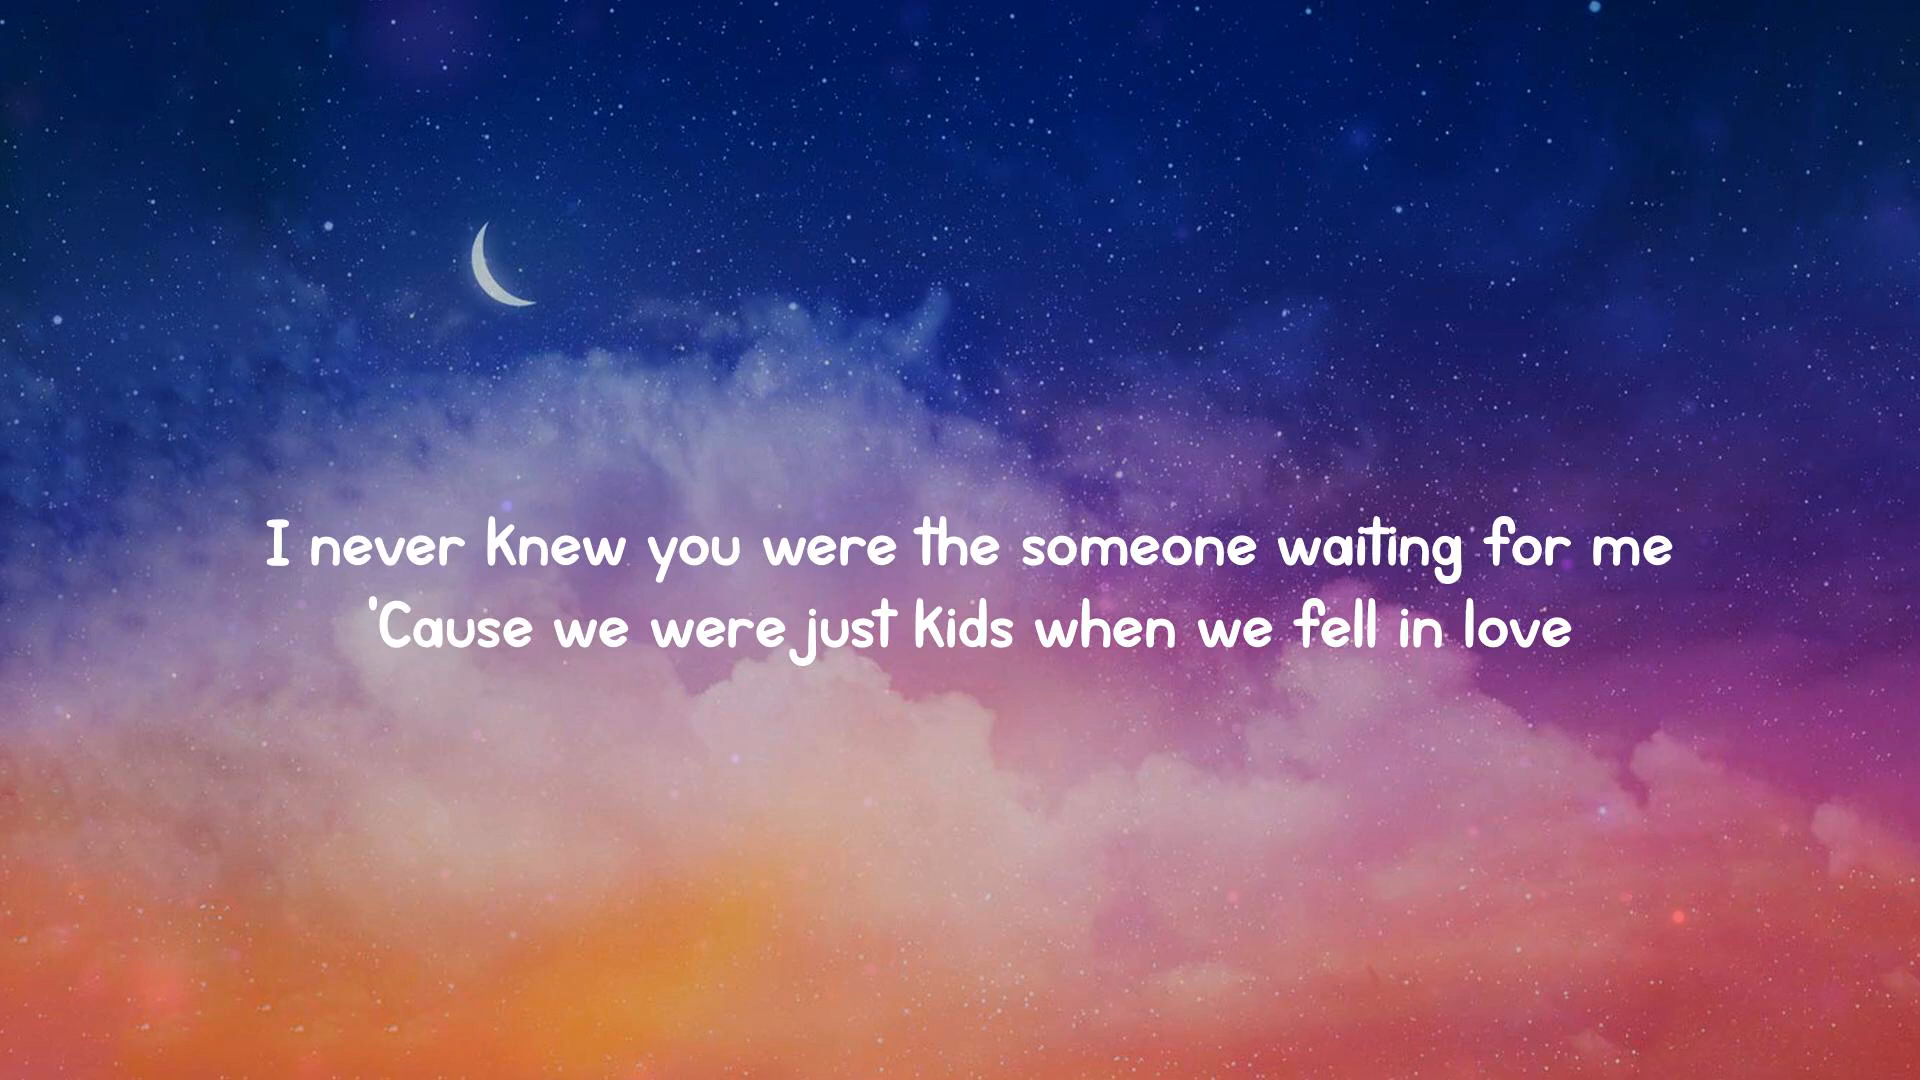 I never knew you were the someone waiting for me
'Cause we were just kids when we fell in love